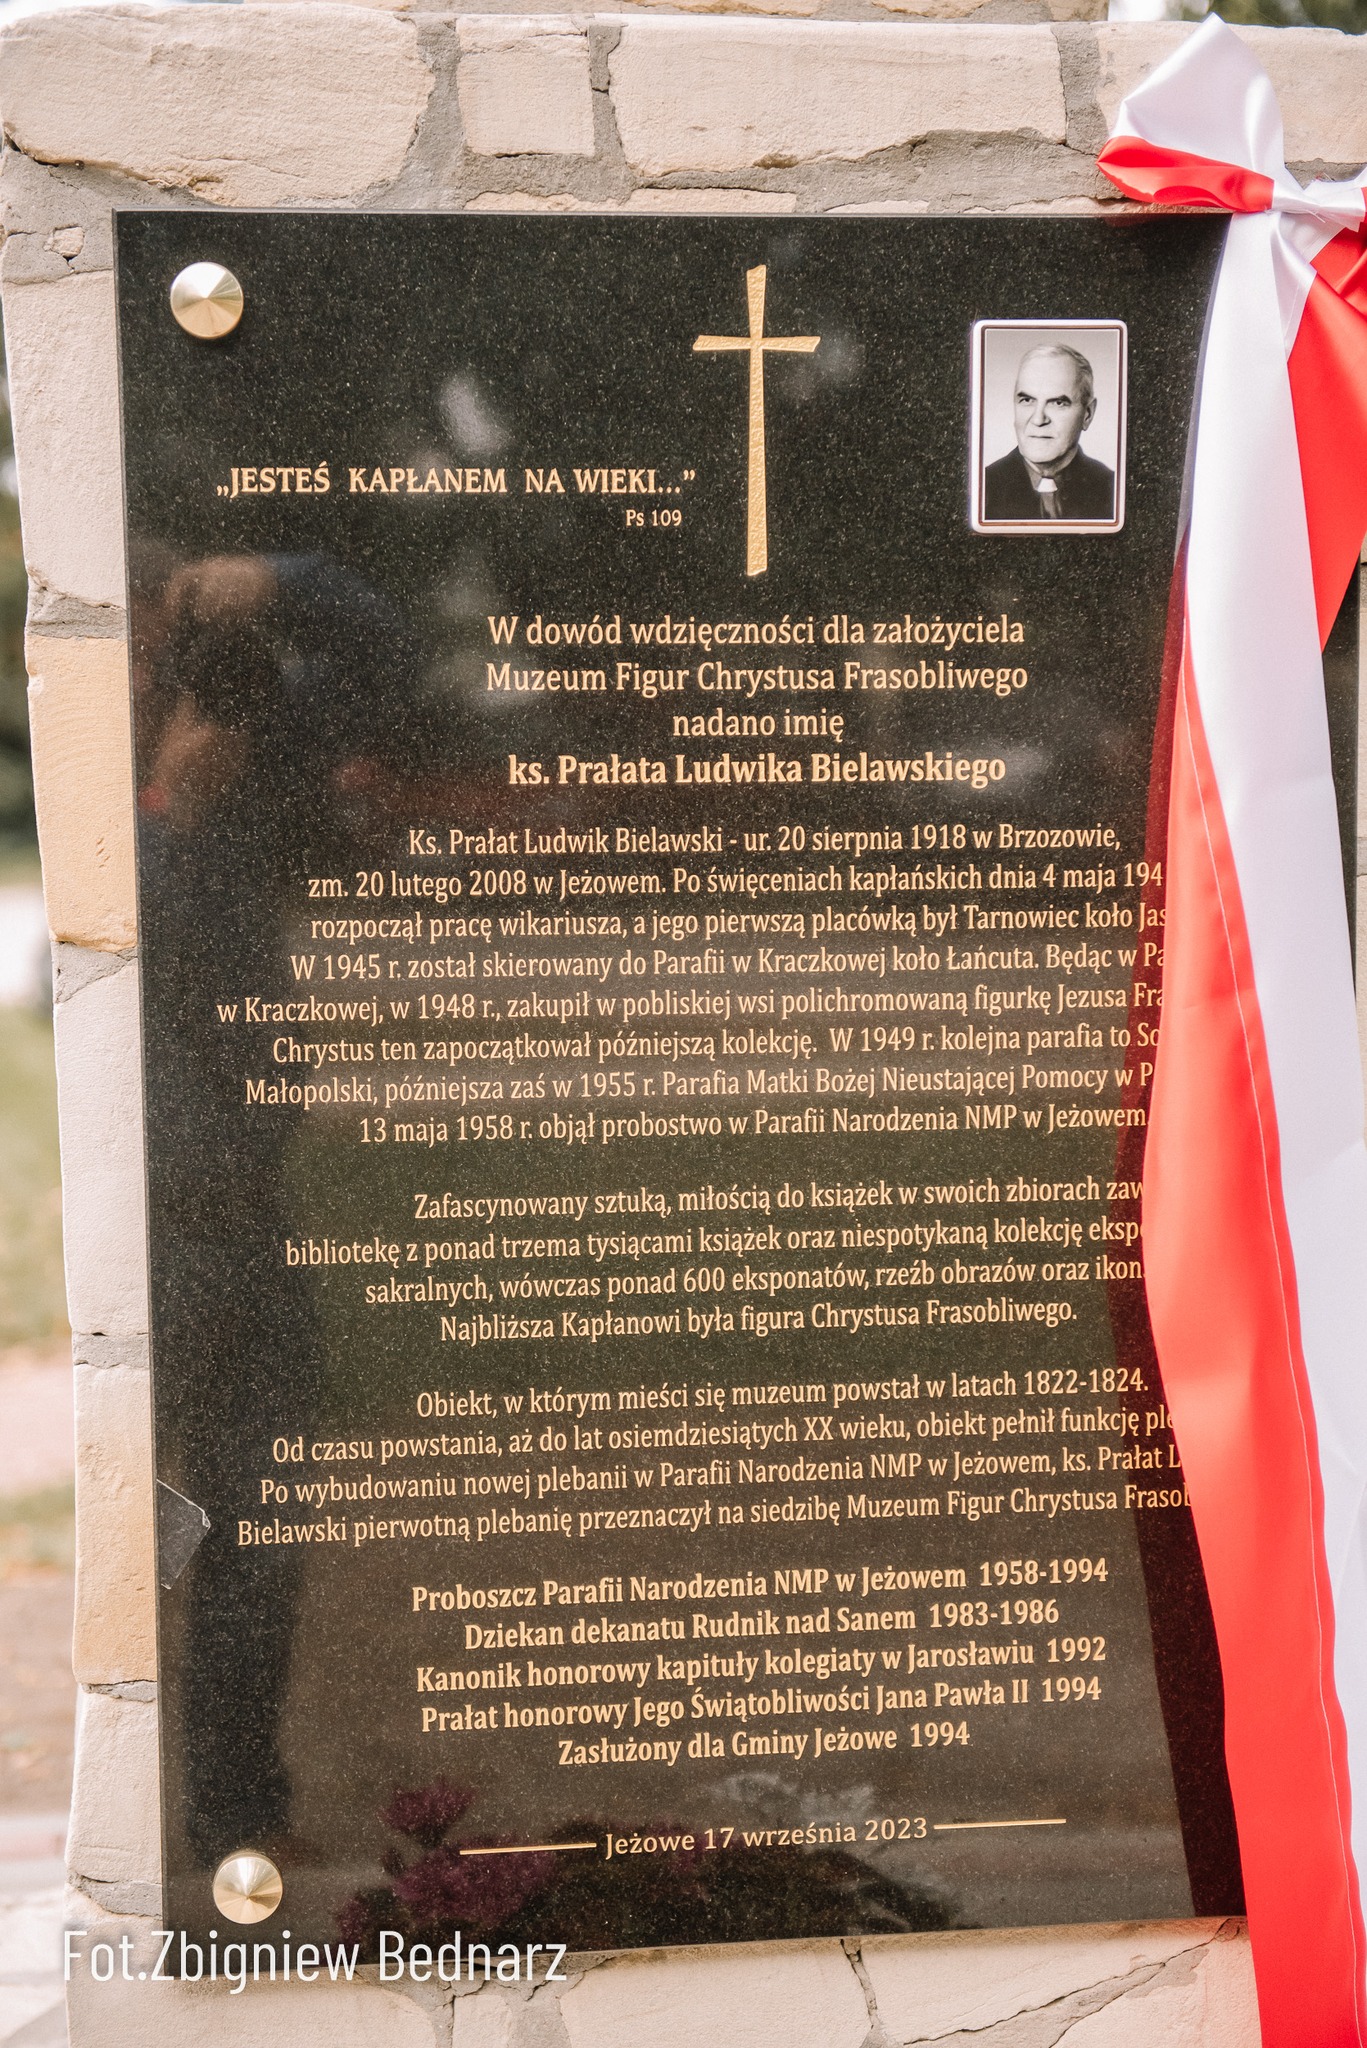 „JESTEŚ KAPŁANEM NA WIEKI...”
Ps 109
W dowód wdzięczności dla założyciela
Muzeum Figur Chrystusa Frasobliwego
nadano imię
ks. Prałata Ludwika Bielawskiego
Ks. Prałat Ludwik Bielawski - ur. 20 sierpnia 1918 w Brzozowie,
zm. 20 lutego 2008 w Jeżowem. Po święceniach kapłańskich dnia 4 maja
rozpoczął pracę wikariusza, a jego pierwszą placówką był Tarnowiec koło
W 1945 r. został skierowany do Parafii w Kraczkowej koło Łańcuta. Będąc w
w Kraczkowej, w 1948 r., zakupił w pobliskiej wsi polichromowaną figurkę Jezusa
Chrystus ten zapoczątkował późniejszą kolekcję. W 1949 r. kolejna parafia to
Małopolski, późniejsza zaś w 1955 r. Parafia Matki Bożej Nieustającej Pomocy w
13 maja 1958 r. objął probostwo w Parafii Narodzenia NMP w Jeżowem.
Zafascynowany sztuką, miłością do książek w swoich zbiorach
bibliotekę z ponad trzema tysiącami książek oraz niespotykaną kolekcję
sakralnych, wówczas ponad 600 eksponatów, rzeźb obrazów oraz ikon
Najbliższa Kapłanowi była figura Chrystusa Frasobliwego.
Obiekt, w którym mieści się muzeum powstał w latach 1822-1824.
Od czasu powstania, aż do lat osiemdziesiątych XX wieku, obiekt pełnił funkcję
Po wybudowaniu nowej plebanii w Parafii Narodzenia NMP w Jeżowem, ks. Prałat
Bielawski pierwotną plebanię przeznaczył na siedzibę Muzeum Figur Chrystusa
Proboszcz Parafii Narodzenia NMP w Jeżowem 1958-1994
Dziekan dekanatu Rudnik nad Sanem 1983-1986
Kanonik honorowy kapituły kolegiaty w Jarosławiu 1992
Prałat honorowy Jego Świątobliwości Jana Pawła II 1994
Zasłużony dla Gminy Jeżowe 1994
Jeżowe 17 września 2023
Fot.Zbigniew Bednarz